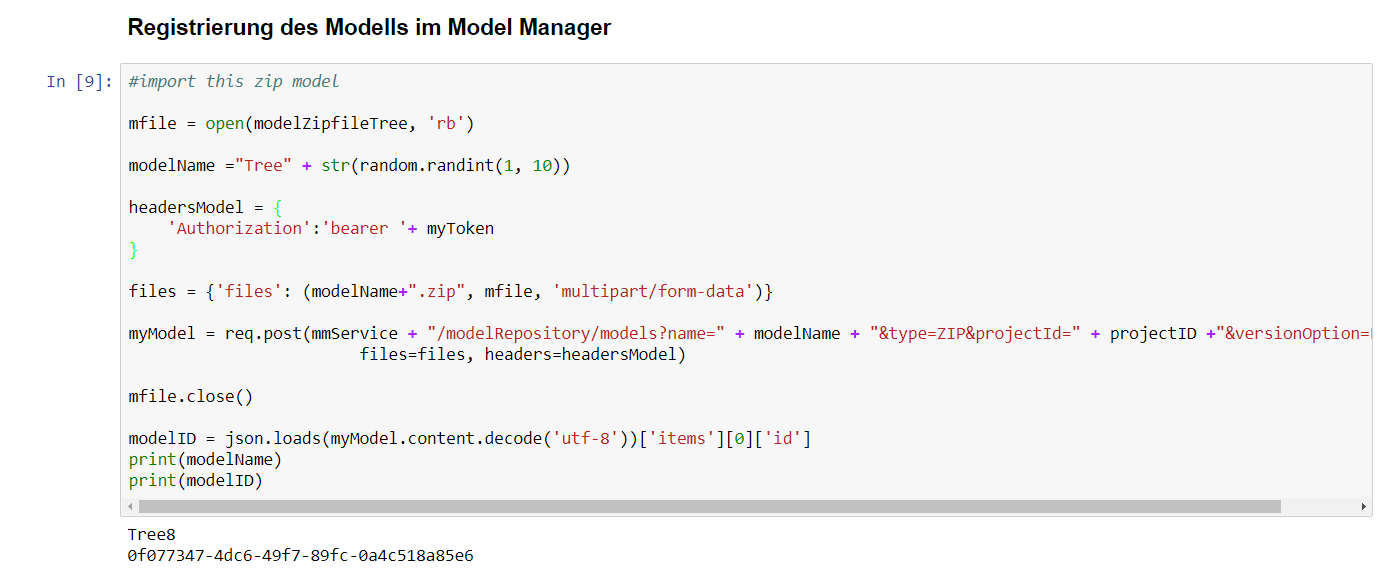 Registrierung des Modells im Model Manager
In [9]:
#import this zip model
mfile = open(modelZipfileTree, 'rb')
modelName ="Tree" + str(random.randint(1, 10))
headersModel = {
'Authorization':'bearer '+ myToken
}
files = {'files': (modelName+".zip", mfile, 'multipart/form-data')}
myModel = req.post(mmService + "/modelRepository/models?name=" + modelName + "&type=ZIP&projectId=" + projectID +"&versionOption=
files=files, headers=headersModel)
mfile.close()
modelID = json.loads(myModel.content.decode('utf-8'))['items'][0]['id']
print(modelName)
print(modelID)
Tree8
0f077347-4dc6-49f7-89fc-0a4c518a85e6